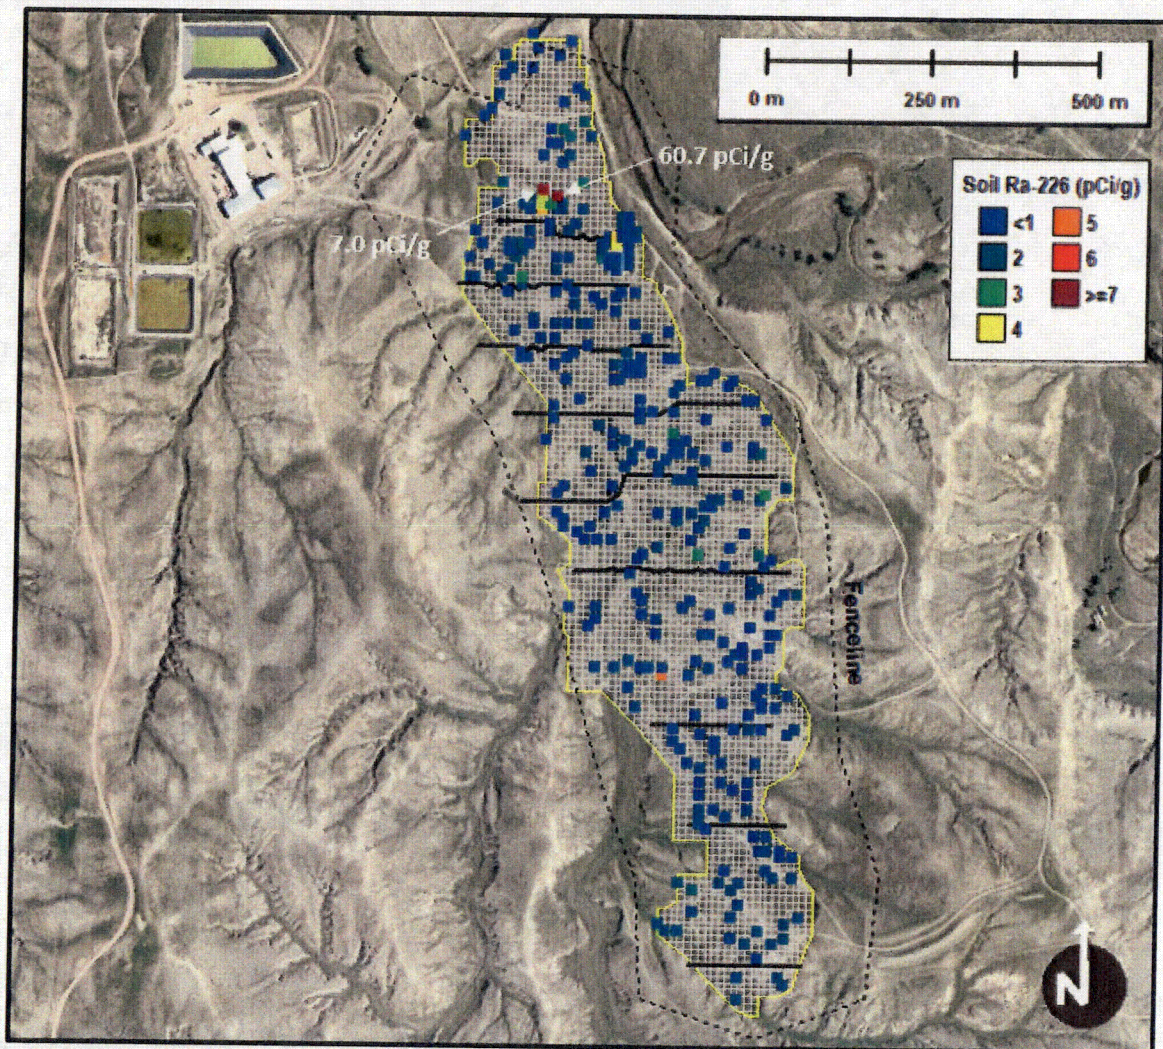 0 m 250 m 500 m
60.7 pCi/g
Soil Ra-226 (pCi/g)
<1 5
2 6
3 >=7
4
7.0 pCi/g
Fenceline
N